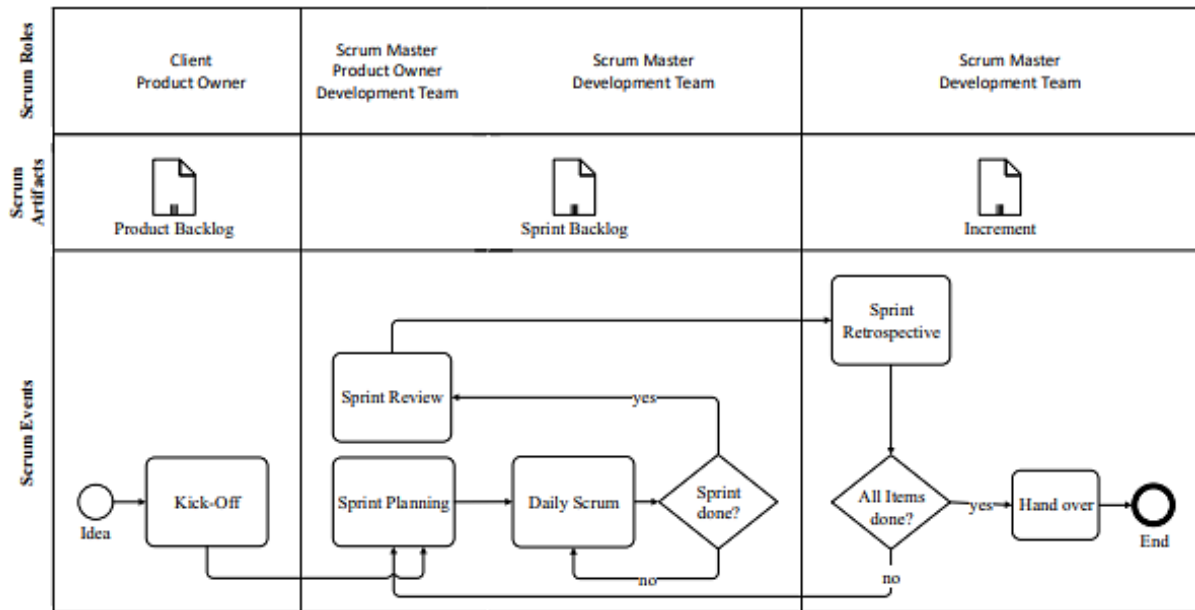 Scrum Roles
Client
Product Owner
Scrum Master
Product Owner
Development Team
Scrum Master
Development Team
Scrum Master
Development Team
Scrum
Artifacts
Product Backlog
Sprint Backlog
Increment
Scrum Events
Sprint
Retrospective
Sprint Review
yes
Idea
Kick-Off
Sprint Planning
Daily Scrum
Sprint
done?
no
All Items
done?
yes
no
Hand over
End